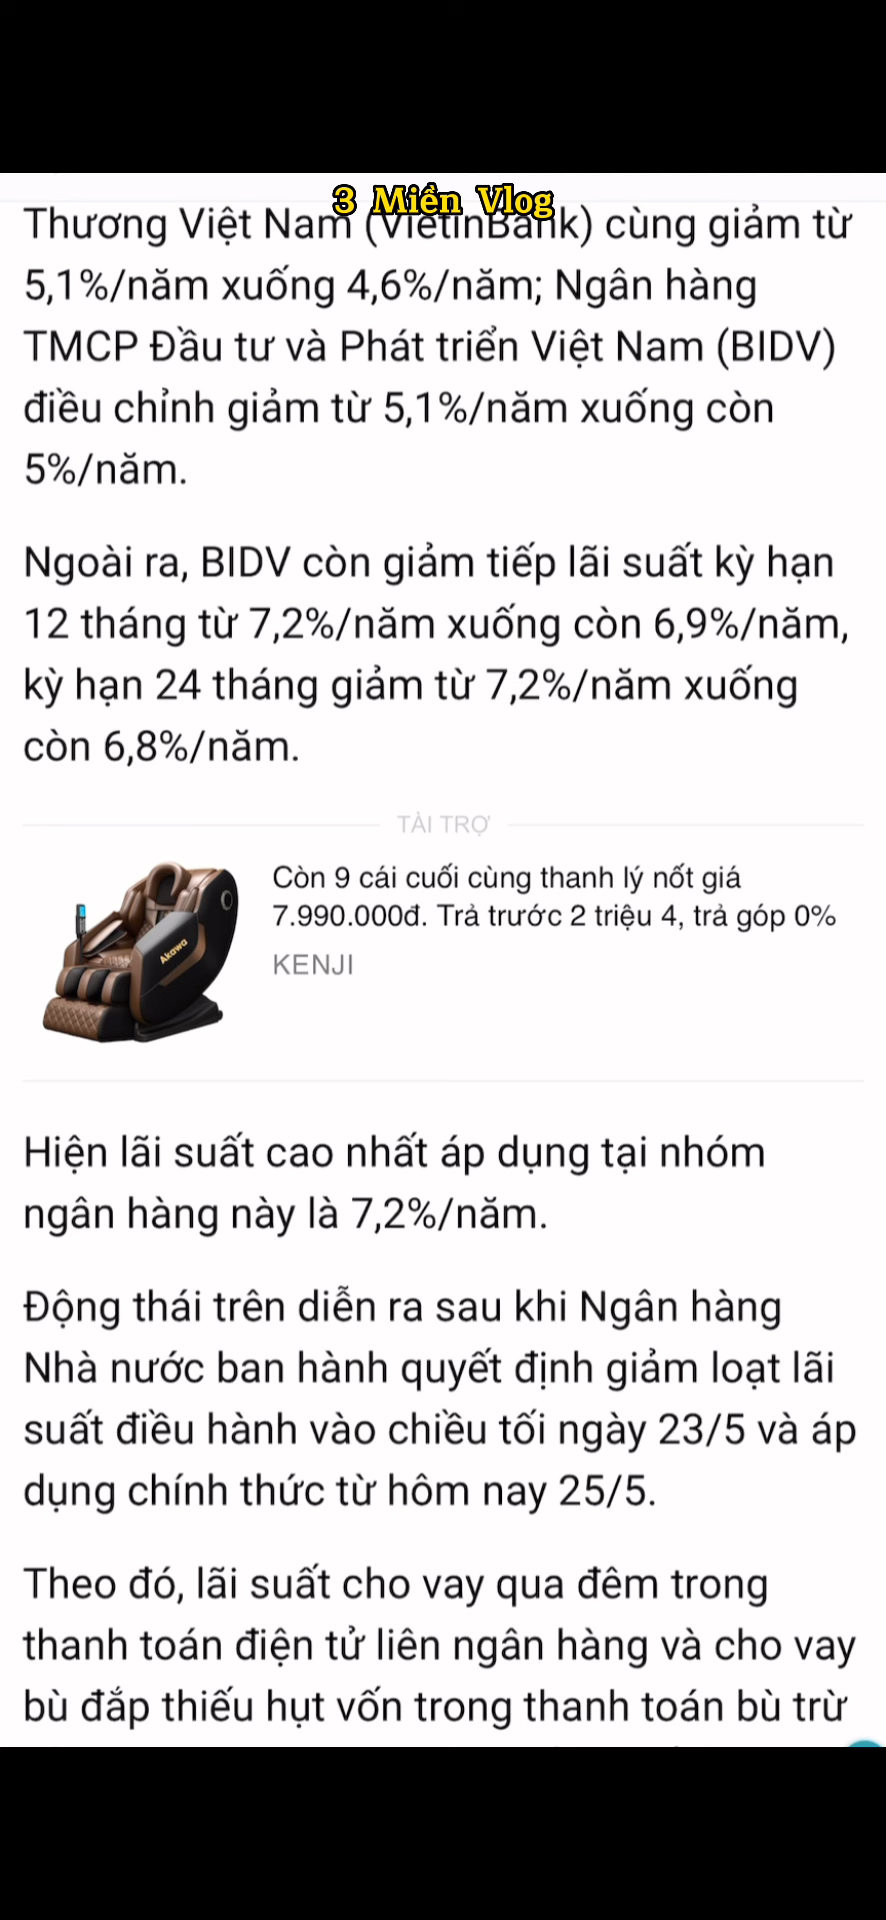 3 Miền Vlog
Thương Việt Nam (VietinBank) cùng giảm từ
5,1%/năm xuống 4,6%/năm; Ngân hàng
TMCP Đầu tư và Phát triển Việt Nam (BIDV)
điều chỉnh giảm từ 5,1%/năm xuống còn
5%/năm.
Ngoài ra, BIDV còn giảm tiếp lãi suất kỳ hạn
12 tháng từ 7,2%/năm xuống còn 6,9%/năm,
kỳ hạn 24 tháng giảm từ 7,2%/năm xuống
còn 6,8%/năm.
TÀI TRỢ
Còn 9 cái cuối cùng thanh lý nốt giá
7.990.000đ. Trả trước 2 triệu 4, trả góp 0%
KENJI
Akawa
Hiện lãi suất cao nhất áp dụng tại nhóm
ngân hàng này là 7,2%/năm.
Động thái trên diễn ra sau khi Ngân hàng
Nhà nước ban hành quyết định giảm loạt lãi
suất điều hành vào chiều tối ngày 23/5 và áp
dụng chính thức từ hôm nay 25/5.
Theo đó, lãi suất cho vay qua đêm trong
thanh toán điện tử liên ngân hàng và cho vay
bù đắp thiếu hụt vốn trong thanh toán bù trừ